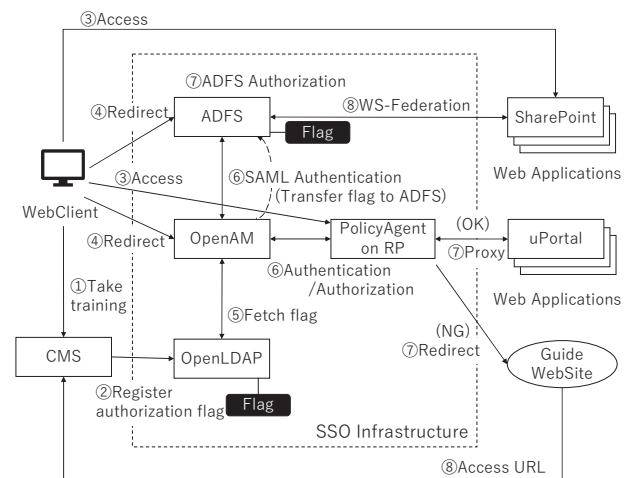 ③Access
⑦ADFS Authorization
④Redirect
ADFS
⑧WS-Federation
SharePoint
Flag
Web Applications
③Access
⑥SAML Authentication
(Transfer flag to ADFS)
WebClient
④Redirect
OpenAM
PolicyAgent
on RP
(OK)
⑦Proxy
uPortal
⑥Authentication
/Authorization
Web Applications
①Take
training
⑤Fetch flag
(NG)
⑦Redirect
CMS
OpenLDAP
Guide
WebSite
②Register
authorization flag
Flag
SSO Infrastructure
⑧Access URL